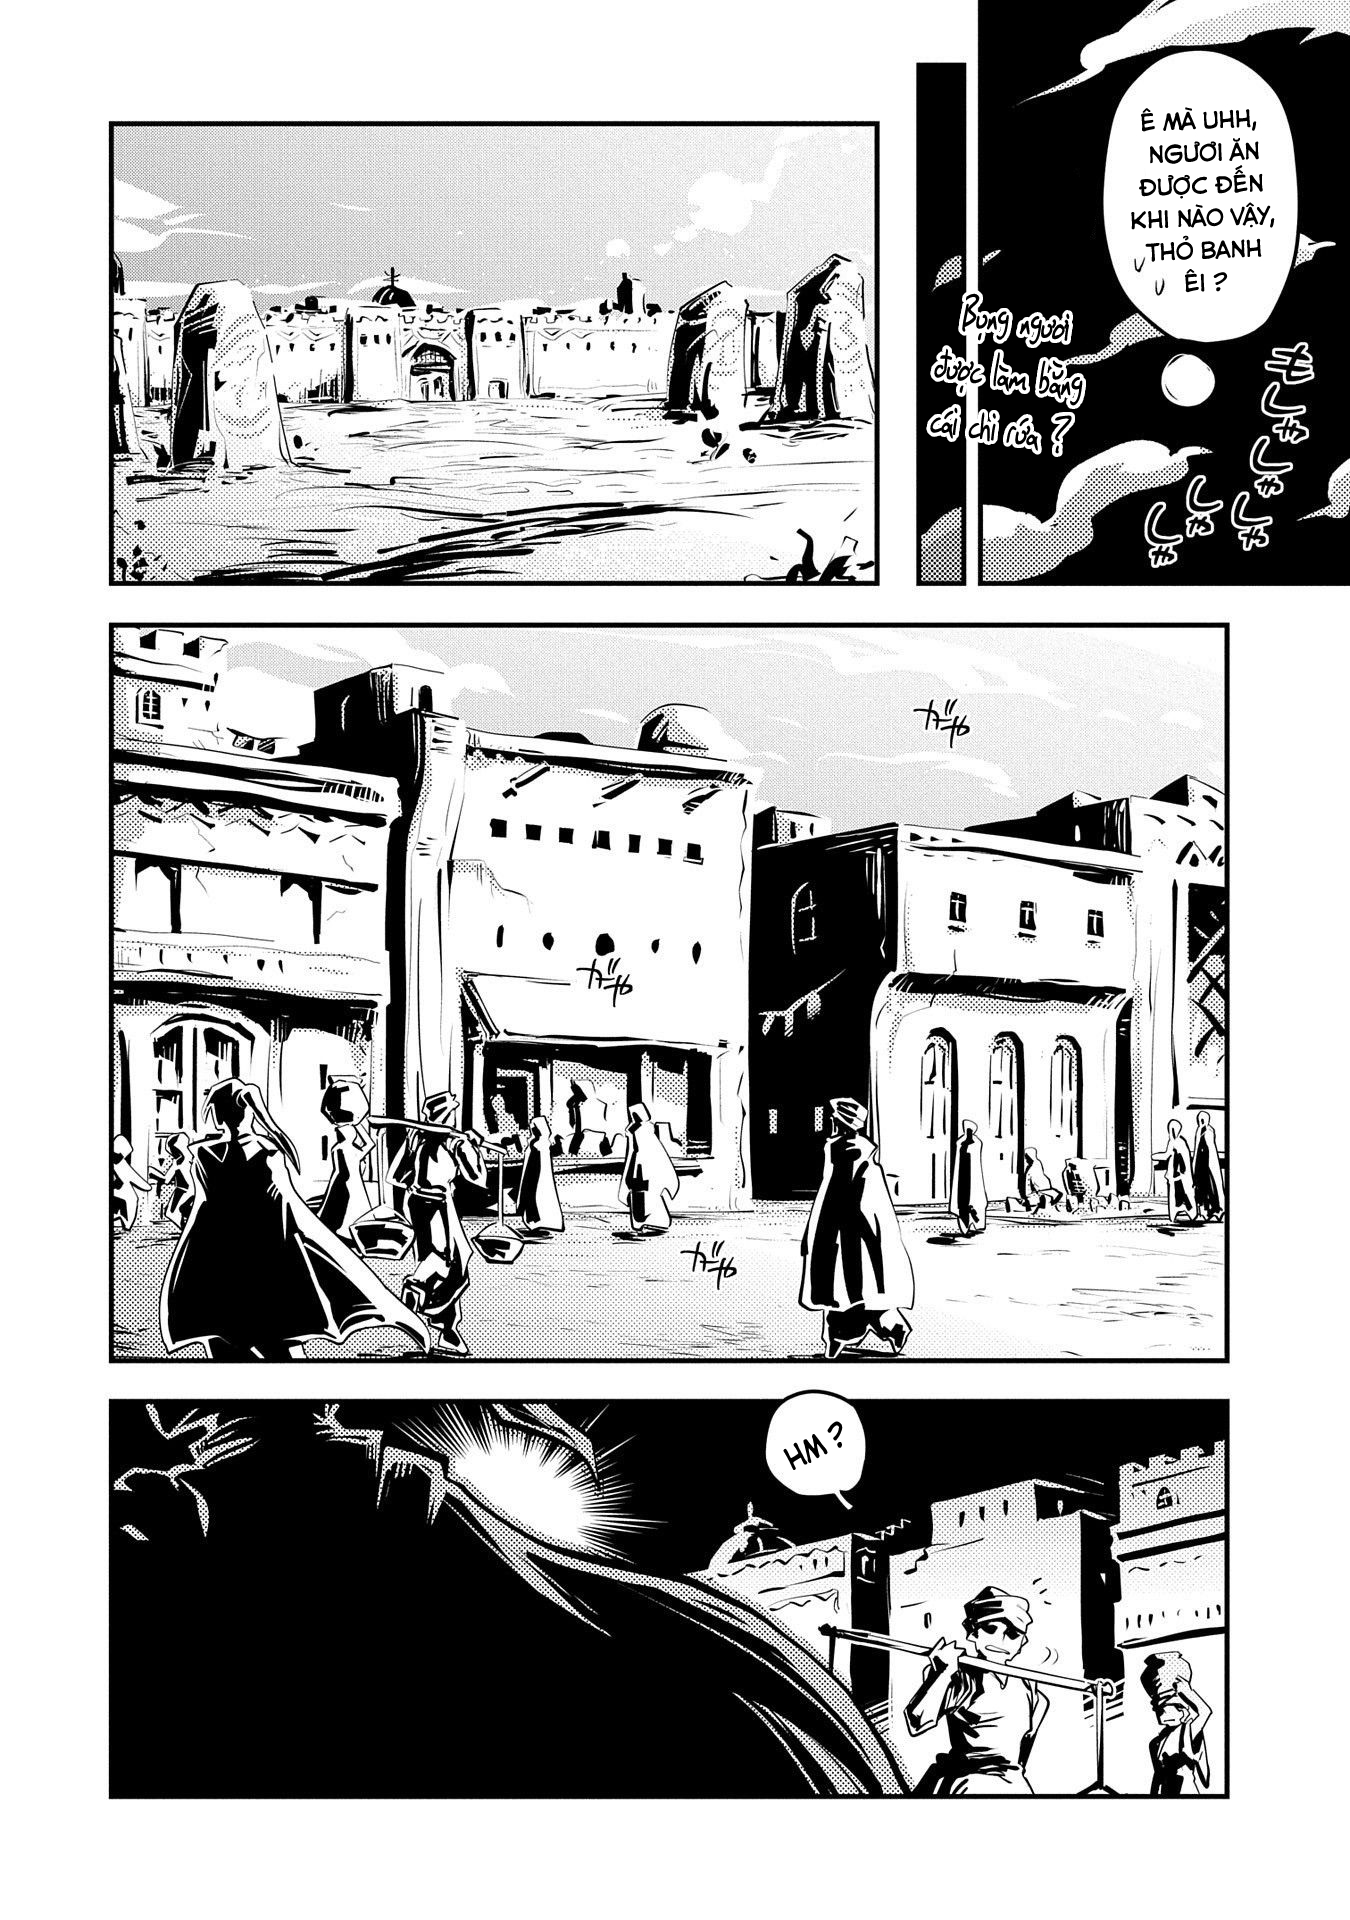 Ê MÀ UHH,
NGƯƠI ĂN
ĐƯỢC ĐẾN
KHI NÀO VẬY,
THỎ BANH
ÊI ?
Bụng ngươi
được làm bằng
cái chi rứa ?
もしゃ
しゃ
しゃ
しゃ
しゃ
ガヤ
ガヤ
ガヤ
HM ?